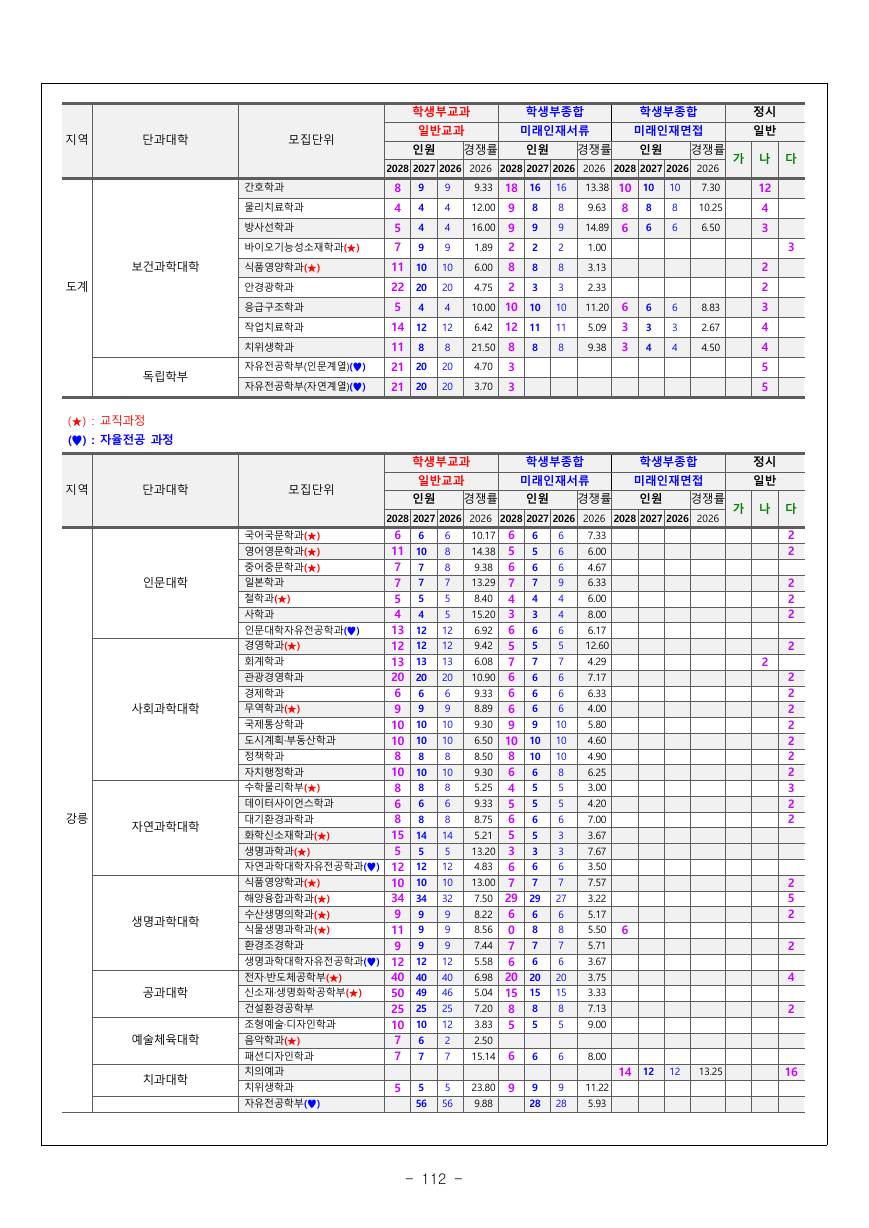 지역 단과대학 모집단위 학생부교과 학생부종합 학생부종합 정시
일반교과 미래인재서류 미래인재면접 일반
인원 경쟁률 인원 경쟁률 인원 경쟁률 가 나 다
2028 2027 2026 2026 2028 2027 2026 2026 2028 2027 2026 2026
도계 보건과학대학 간호학과 8 9 9 9.33 18 16 16 13.38 10 10 10 7.30 12
물리치료학과 4 4 4 12.00 9 8 8 9.63 8 8 8 10.25 4
방사선학과 5 4 4 16.00 9 9 9 14.89 6 6 6 6.50 3
바이오기능성소재학과(★) 7 9 9 1.89 2 2 2 1.00 3
식품영양학과(★) 11 10 10 6.00 8 8 8 3.13 2
안경광학과 22 20 20 4.75 2 3 3 2.33 2
응급구조학과 5 4 4 10.00 10 10 10 11.20 6 6 6 8.83 3
작업치료학과 14 12 12 6.42 12 11 11 5.09 3 3 3 2.67 4
치위생학과 11 8 8 21.50 8 8 8 9.38 3 4 4 4.50 4
독립학부 자유전공학부(인문계열)(♥) 21 20 20 4.70 3 5
자유전공학부(자연계열)(♥) 21 20 20 3.70 3 5
(★) : 교직과정
(♥) : 자율전공 과정
지역 단과대학 모집단위 학생부교과 학생부종합 학생부종합 정시
일반교과 미래인재서류 미래인재면접 일반
인원 경쟁률 인원 경쟁률 인원 경쟁률 가 나 다
2028 2027 2026 2026 2028 2027 2026 2026 2028 2027 2026 2026
강릉 인문대학 국어국문학과(★) 6 6 6 10.17 6 6 6 7.33 2
영어영문학과(★) 11 10 8 14.38 5 5 6 6.00 2
중어중문학과(★) 7 7 8 9.38 6 6 6 4.67
일본학과 7 7 7 13.29 7 7 9 6.33 2
철학과(★) 5 5 5 8.40 4 4 4 6.00 2
사학과 4 4 5 15.20 3 3 4 8.00 2
인문대학자유전공학과(♥) 13 12 12 6.92 6 6 6 6.17
사회과학대학 경영학과(★) 12 12 12 9.42 5 5 5 12.60 2
회계학과 13 13 13 6.08 7 7 7 4.29 2
관광경영학과 20 20 20 10.90 6 6 6 7.17 2
경제학과 6 6 6 9.33 6 6 6 6.33 2
무역학과(★) 9 9 9 8.89 6 6 6 4.00 2
국제통상학과 10 10 10 9.30 9 9 10 5.80 2
도시계획·부동산학과 10 10 10 6.50 10 10 10 4.60 2
정책학과 8 8 8 8.50 8 10 10 4.90 2
자치행정학과 10 10 10 9.30 6 6 8 6.25 2
자연과학대학 수학물리학부(★) 8 8 8 5.25 4 5 5 3.00 3
데이터사이언스학과 6 6 6 9.33 5 5 5 4.20 2
대기환경과학과 8 8 8 8.75 6 6 6 7.00 2
화학신소재학과(★) 15 14 14 5.21 5 5 3 3.67
생명과학과(★) 5 5 5 13.20 3 3 3 7.67
자연과학대학자유전공학과(♥) 12 12 12 4.83 6 6 6 3.50
생명과학대학 식품영양학과(★) 10 10 10 13.00 7 7 7 7.57 2
해양융합과학과(★) 34 34 32 7.50 29 29 27 3.22 5
수산생명의학과(★) 9 9 9 8.22 6 6 6 5.17 2
식물생명과학과(★) 11 9 9 8.56 0 8 8 5.50 6
환경조경학과 9 9 9 7.44 7 7 7 5.71 2
생명과학대학자유전공학과(♥) 12 12 12 5.58 6 6 6 3.67
공과대학 전자·반도체공학부(★) 40 40 40 6.98 20 20 20 3.75 4
신소재·생명화학공학부(★) 50 49 46 5.04 15 15 15 3.33
건설환경공학부 25 25 25 7.20 8 8 8 7.13 2
예술체육대학 조형예술·디자인학과 10 10 12 3.83 5 5 5 9.00
음악학과(★) 7 6 2 2.50
패션디자인학과 7 7 7 15.14 6 6 6 8.00
치과대학 치의예과 14 12 12 13.25 16
치위생학과 5 5 5 23.80 9 9 9 11.22
자유전공학부(♥) 56 56 9.88 28 28 5.93
- 112 -